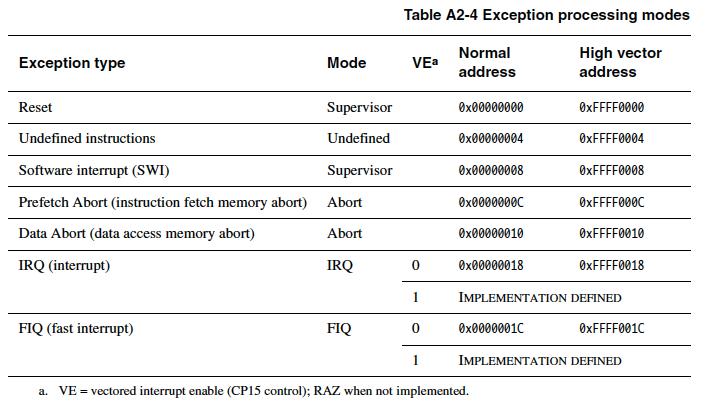 Table A2-4 Exception processing modes
Exception type Mode VEa Normal address High vector address
Reset Supervisor 0x00000000 0xFFFF0000
Undefined instructions Undefined 0x00000004 0xFFFF0004
Software interrupt (SWI) Supervisor 0x00000008 0xFFFF0008
Prefetch Abort (instruction fetch memory abort) Abort 0x0000000C 0xFFFF000C
Data Abort (data access memory abort) Abort 0x00000010 0xFFFF0010
IRQ (interrupt) IRQ 0 0x00000018 0xFFFF0018
1 IMPLEMENTATION DEFINED
FIQ (fast interrupt) FIQ 0 0x0000001C 0xFFFF001C
1 IMPLEMENTATION DEFINED
a. VE = vectored interrupt enable (CP15 control); RAZ when not implemented.